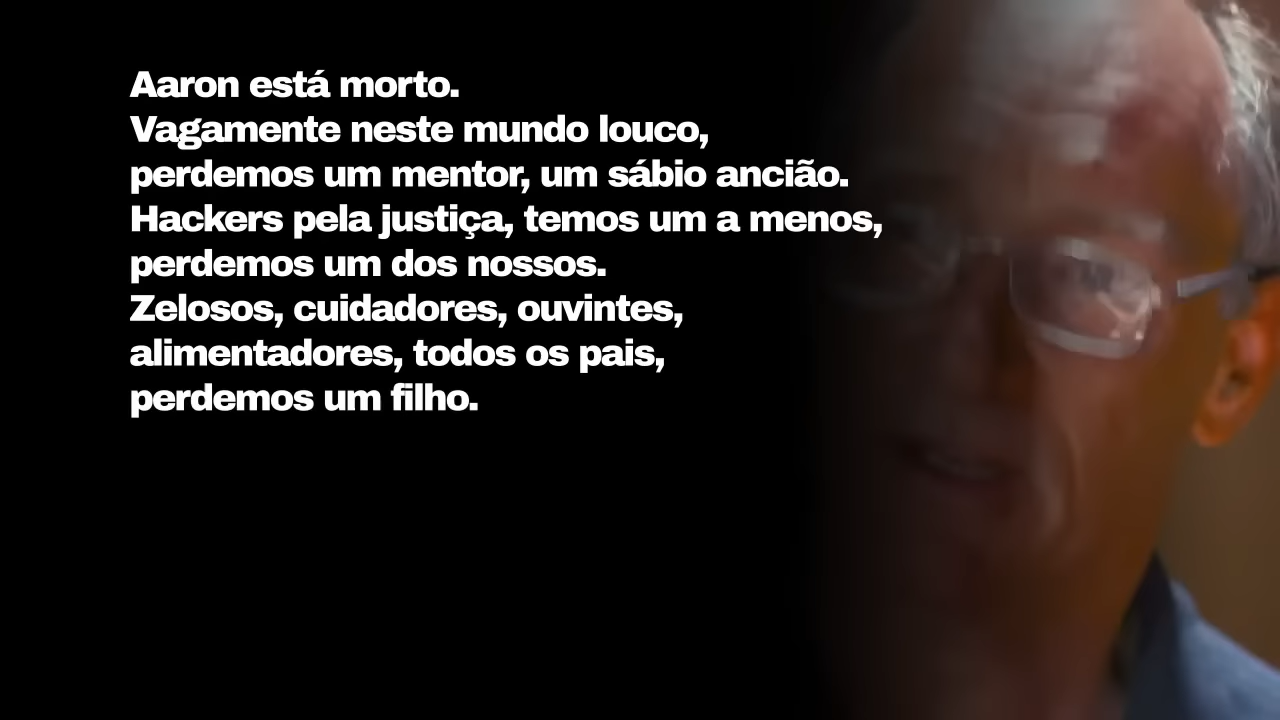 Aaron está morto.
Vagamente neste mundo louco,
perdemos um mentor, um sábio ancião.
Hackers pela justiça, temos um a menos,
perdemos um dos nossos.
Zelosos, cuidadores, ouvintes,
alimentadores, todos os pais,
perdemos um filho.